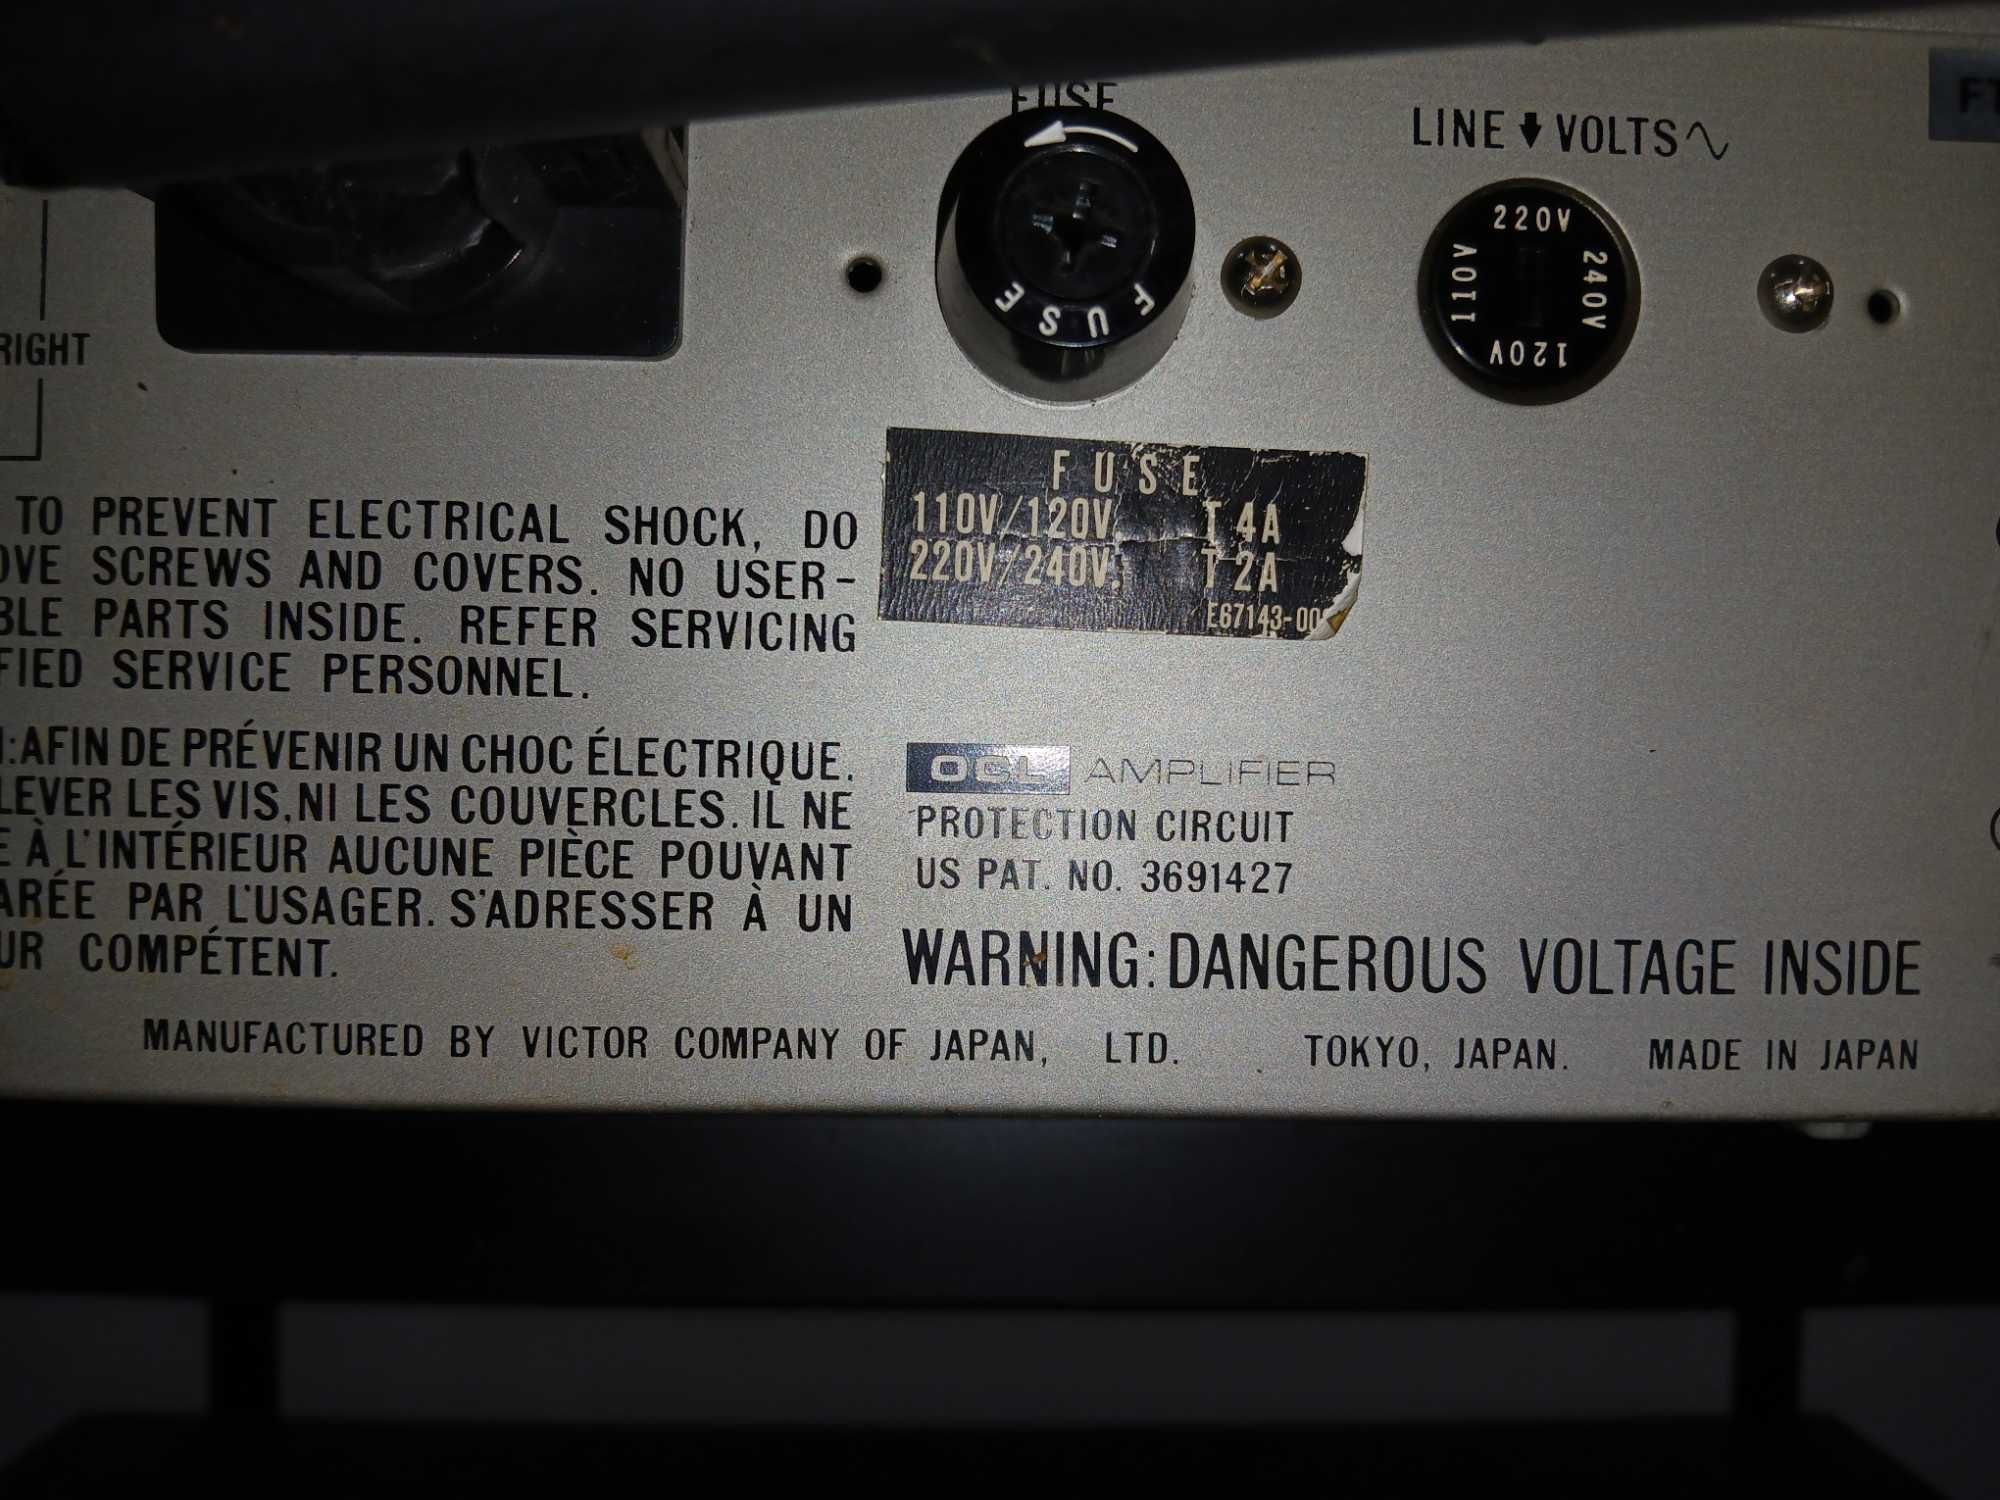 FUSE
LINE VOLTS
FUSE
220V
240V
120V
110V
RIGHT
FUSE
110V/120V. T 4A
220V/240V. T 2A
E67143-00
TO PREVENT ELECTRICAL SHOCK, DO
OVE SCREWS AND COVERS. NO USER-
BLE PARTS INSIDE. REFER SERVICING
FIED SERVICE PERSONNEL.
:AFIN DE PRÉVENIR UN CHOC ÉLECTRIQUE.
LEVER LES VIS,NI LES COUVERCLES. IL NE
E À L'INTÉRIEUR AUCUNE PIÈCE POUVANT
ARÉE PAR L'USAGER. S'ADRESSER À UN
UR COMPÉTENT.
OCL AMPLIFIER
PROTECTION CIRCUIT
US PAT. NO. 3691427
WARNING: DANGEROUS VOLTAGE INSIDE
MANUFACTURED BY VICTOR COMPANY OF JAPAN, LTD. TOKYO, JAPAN. MADE IN JAPAN